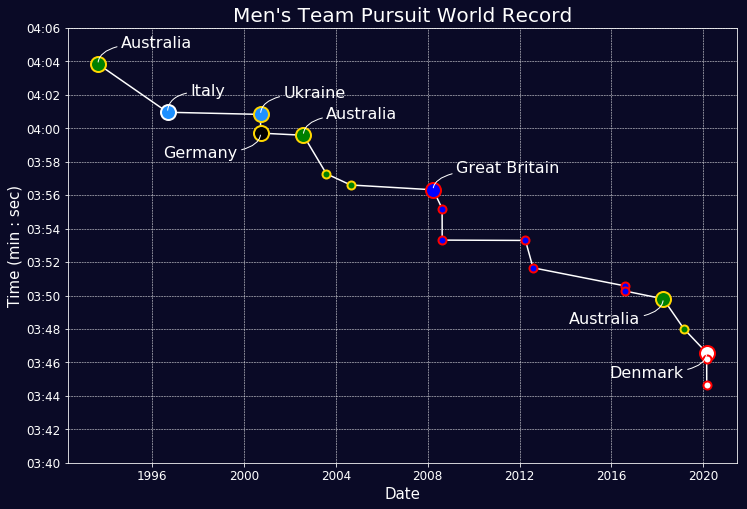 Men's Team Pursuit World Record
04:06
04:04
04:02
04:00
03:58
03:56
03:54
03:52
03:50
03:48
03:46
03:44
03:42
03:40
Time (min : sec)
Australia
Italy
Ukraine
Australia
Germany
Great Britain
Australia
Denmark
1996
2000
2004
2008
2012
2016
2020
Date